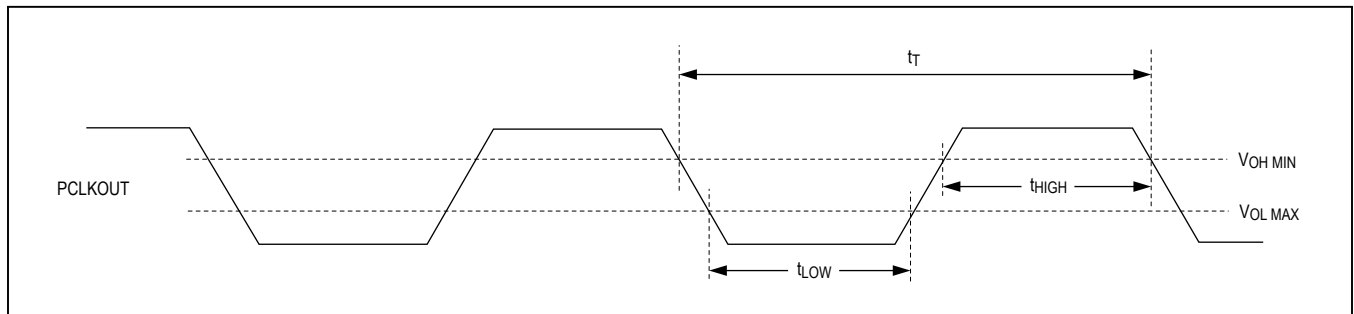 tT
VOH MIN
PCLKOUT
tHIGH
VOL MAX
tLOW